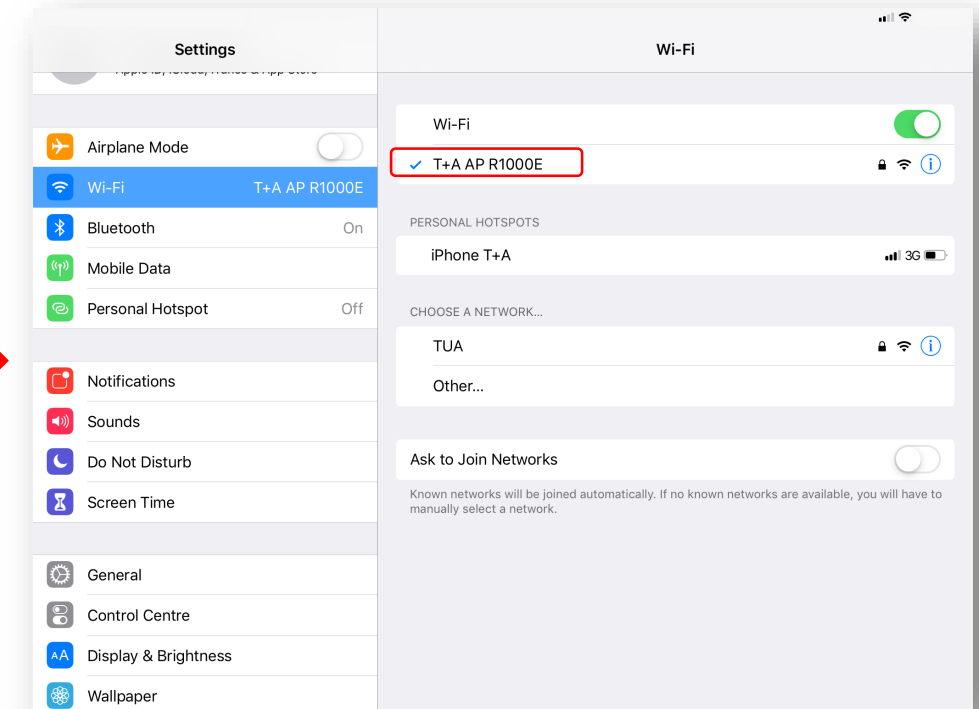 Settings
Wi-Fi
Airplane Mode
Wi-Fi T+A AP R1000E
Bluetooth On
Mobile Data
Personal Hotspot Off
Notifications
Sounds
Do Not Disturb
Screen Time
General
Control Centre
AA Display & Brightness
Wallpaper
Wi-Fi
T+A AP R1000E
PERSONAL HOTSPOTS
iPhone T+A 3G
CHOOSE A NETWORK...
TUA
Other...
Ask to Join Networks
Known networks will be joined automatically. If no known networks are available, you will have to
manually select a network.